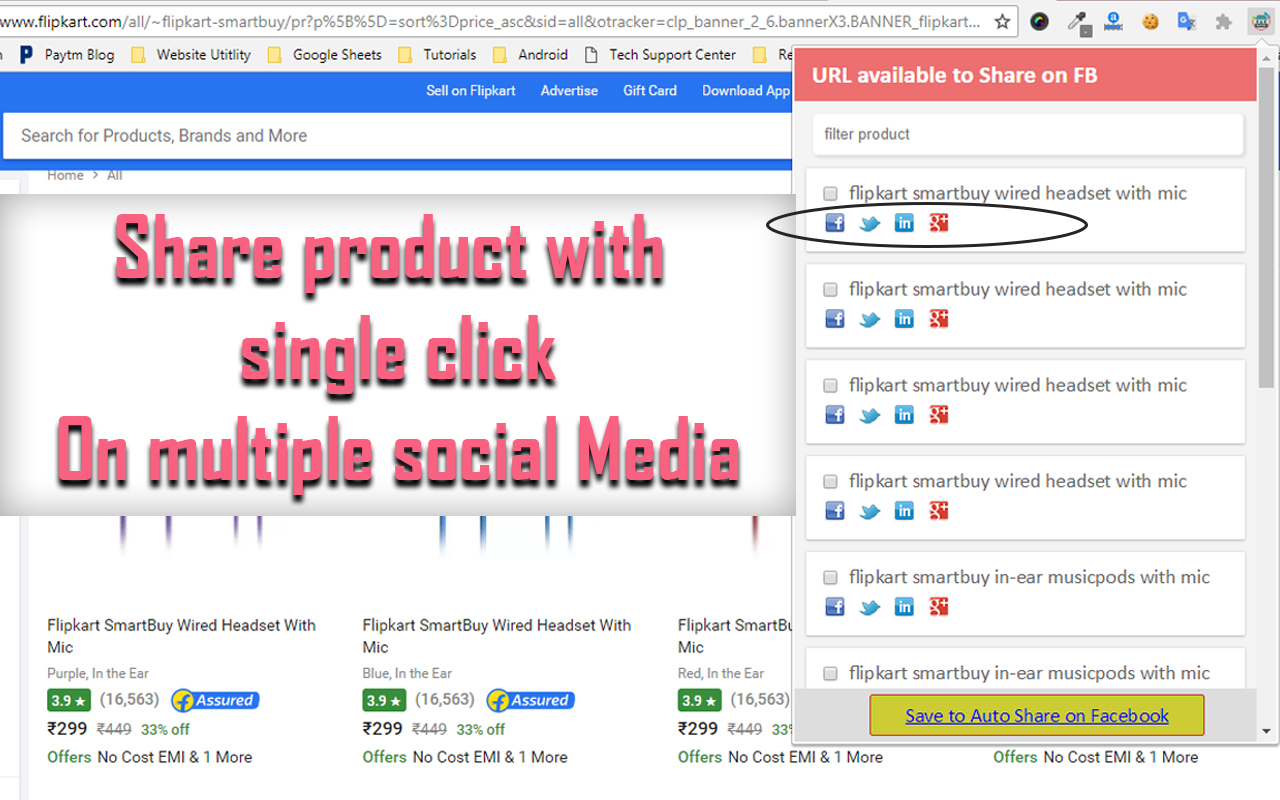 www.flipkart.com/all/~flipkart-smartbuy/pr?p%5B%5D=sort%3Dprice_asc&sid=all&otracker=clp_banner_2_6.bannerX3.BANNER_flipkart...
Paytm Blog Website Utitlity Google Sheets Tutorials Android Tech Support Center Re
Sell on Flipkart Advertise Gift Card Download App
Search for Products, Brands and More
Home > All
Share product with
single click
On multiple social Media
Flipkart SmartBuy Wired Headset With
Mic
Purple, In the Ear
3.9 ★ (16,563) Assured
₹299 ₹449 33% off
Offers No Cost EMI & 1 More
Flipkart SmartBuy Wired Headset With
Mic
Blue, In the Ear
3.9 ★ (16,563) Assured
₹299 ₹449 33% off
Offers No Cost EMI & 1 More
Flipkart SmartBu
Mic
Red, In the Ear
3.9 ★ (16,563)
₹299 ₹449 33%
Offers No Cost EMI & 1 More
Offers No Cost EMI & 1 More
URL available to Share on FB
filter product
flipkart smartbuy wired headset with mic
flipkart smartbuy wired headset with mic
flipkart smartbuy wired headset with mic
flipkart smartbuy wired headset with mic
flipkart smartbuy in-ear musicpods with mic
flipkart smartbuy in-ear musicpods with mic
Save to Auto Share on Facebook